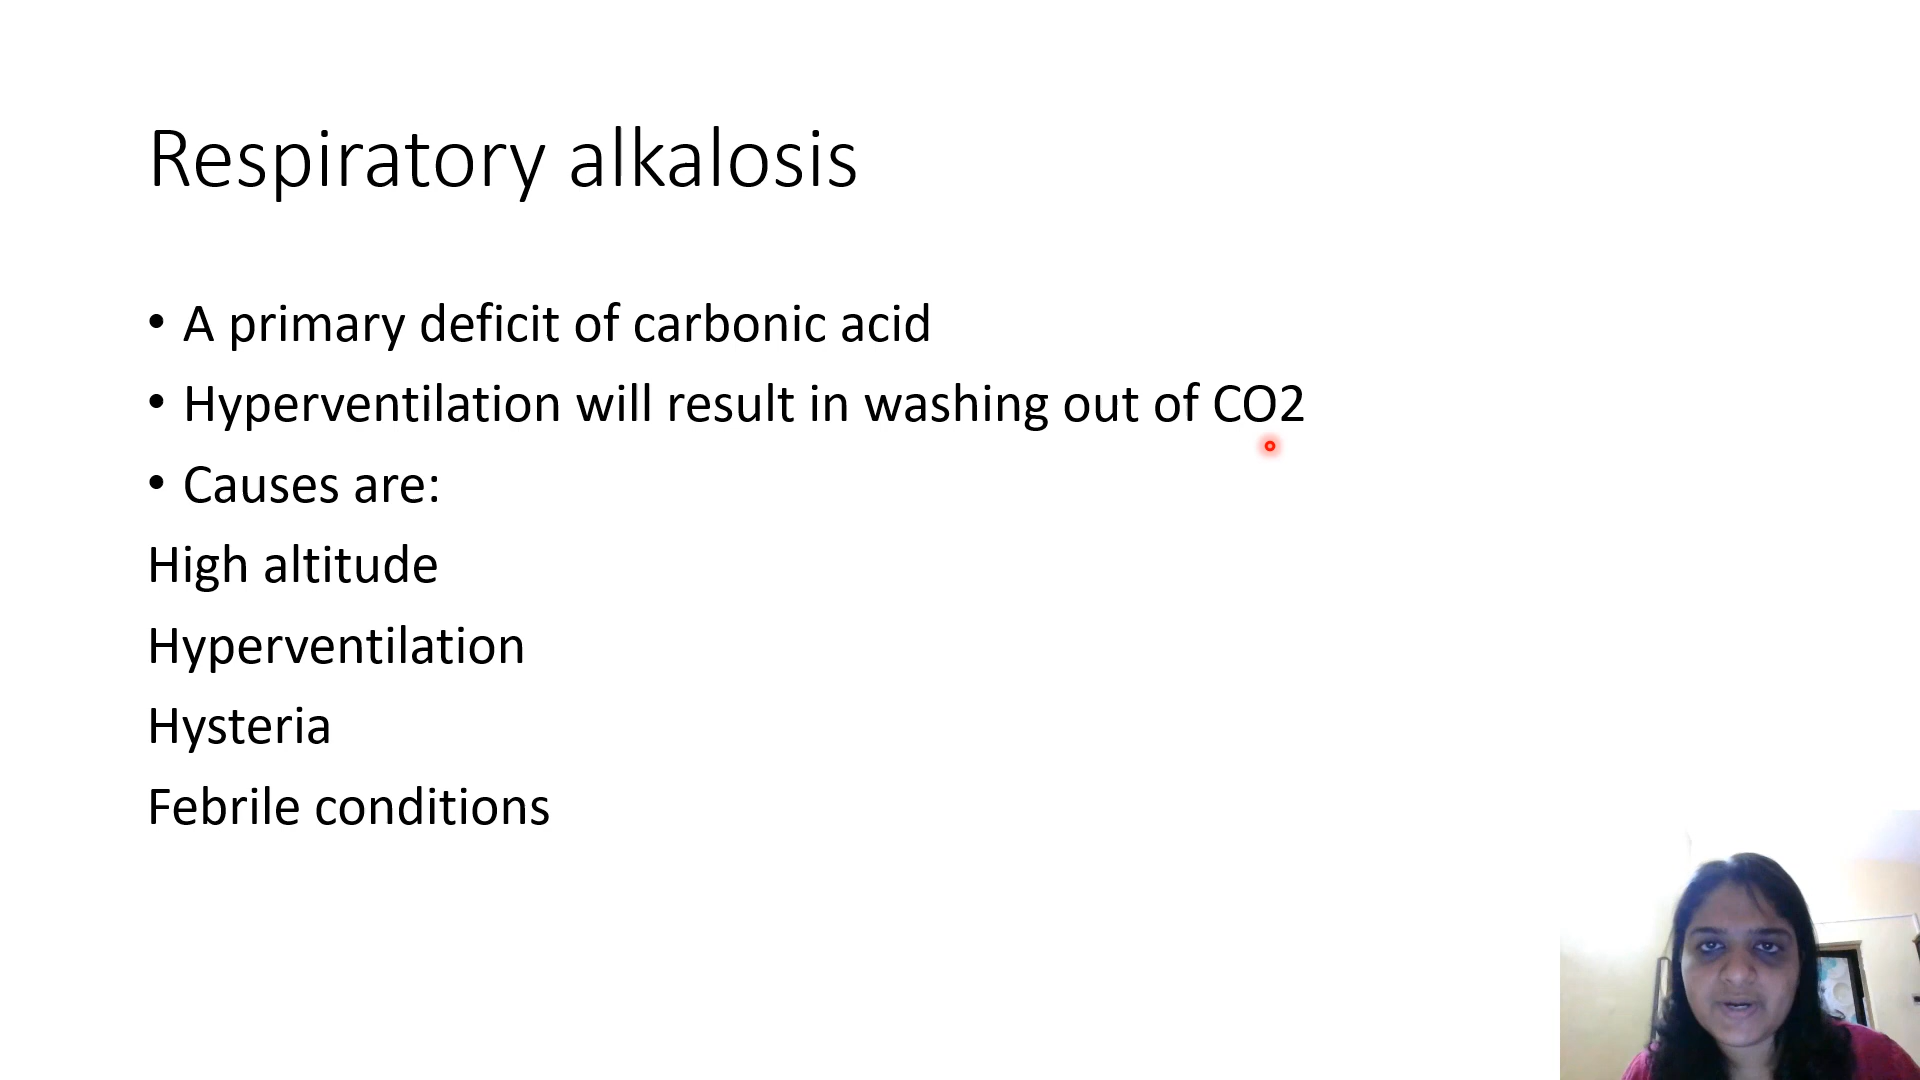 Respiratory alkalosis
• A primary deficit of carbonic acid
• Hyperventilation will result in washing out of CO2
• Causes are:
High altitude
Hyperventilation
Hysteria
Febrile conditions